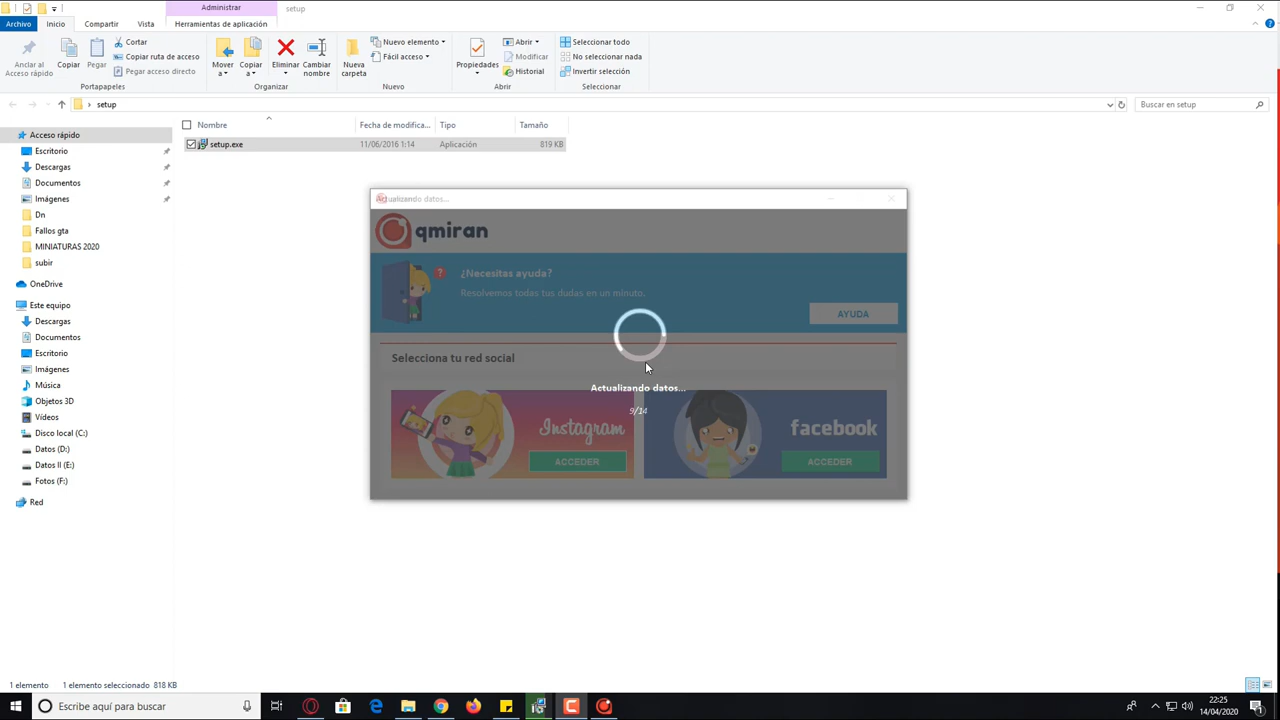 Administrar
setup
Archivo
Inicio
Compartir
Vista
Herramientas de aplicación
Anclar al
Acceso rápido
Copiar
Pegar
Cortar
Copiar ruta de acceso
Pegar acceso directo
Portapapeles
Mover
a
Copiar
a
Eliminar
Cambiar
nombre
Organizar
Nueva
carpeta
Nuevo elemento
Fácil acceso
Nuevo
Propiedades
Abrir
Modificar
Historial
Abrir
Seleccionar todo
No seleccionar nada
Invertir selección
Seleccionar
setup
Buscar en setup
Nombre
Fecha de modifica...
Tipo
Tamaño
setup.exe
11/06/2016 1:14
Aplicación
819 KB
Acceso rápido
Escritorio
Descargas
Documentos
Imágenes
Dn
Fallos gta
MINIATURAS 2020
subir
OneDrive
Este equipo
Descargas
Documentos
Escritorio
Imágenes
Música
Objetos 3D
Vídeos
Disco local (C:)
Datos (D:)
Datos II (E:)
Fotos (F:)
Red
Actualizando datos...
qmiran
¿Necesitas ayuda?
Resolvemos todas tus dudas en un minuto.
AYUDA
Selecciona tu red social
Actualizando datos...
9/14
Instagram
ACCEDER
facebook
ACCEDER
1 elemento
1 elemento seleccionado 818 KB
Escribe aquí para buscar
22:25
14/04/2020